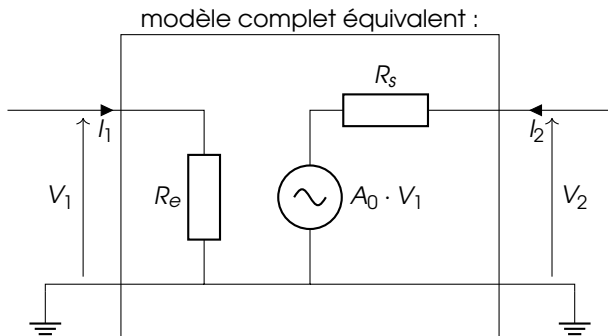 modèle complet équivalent :
R_s
I_1
I_2
V_1
R_e
A_0 · V_1
V_2